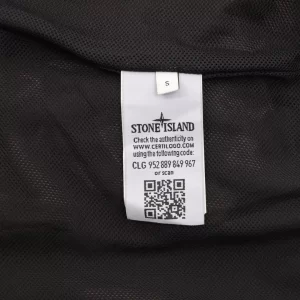 S
STONE ISLAND
Check the authenticity on
WWW.CERTILOGO.COM
using the following code:
CLG 952 889 849 967
or scan